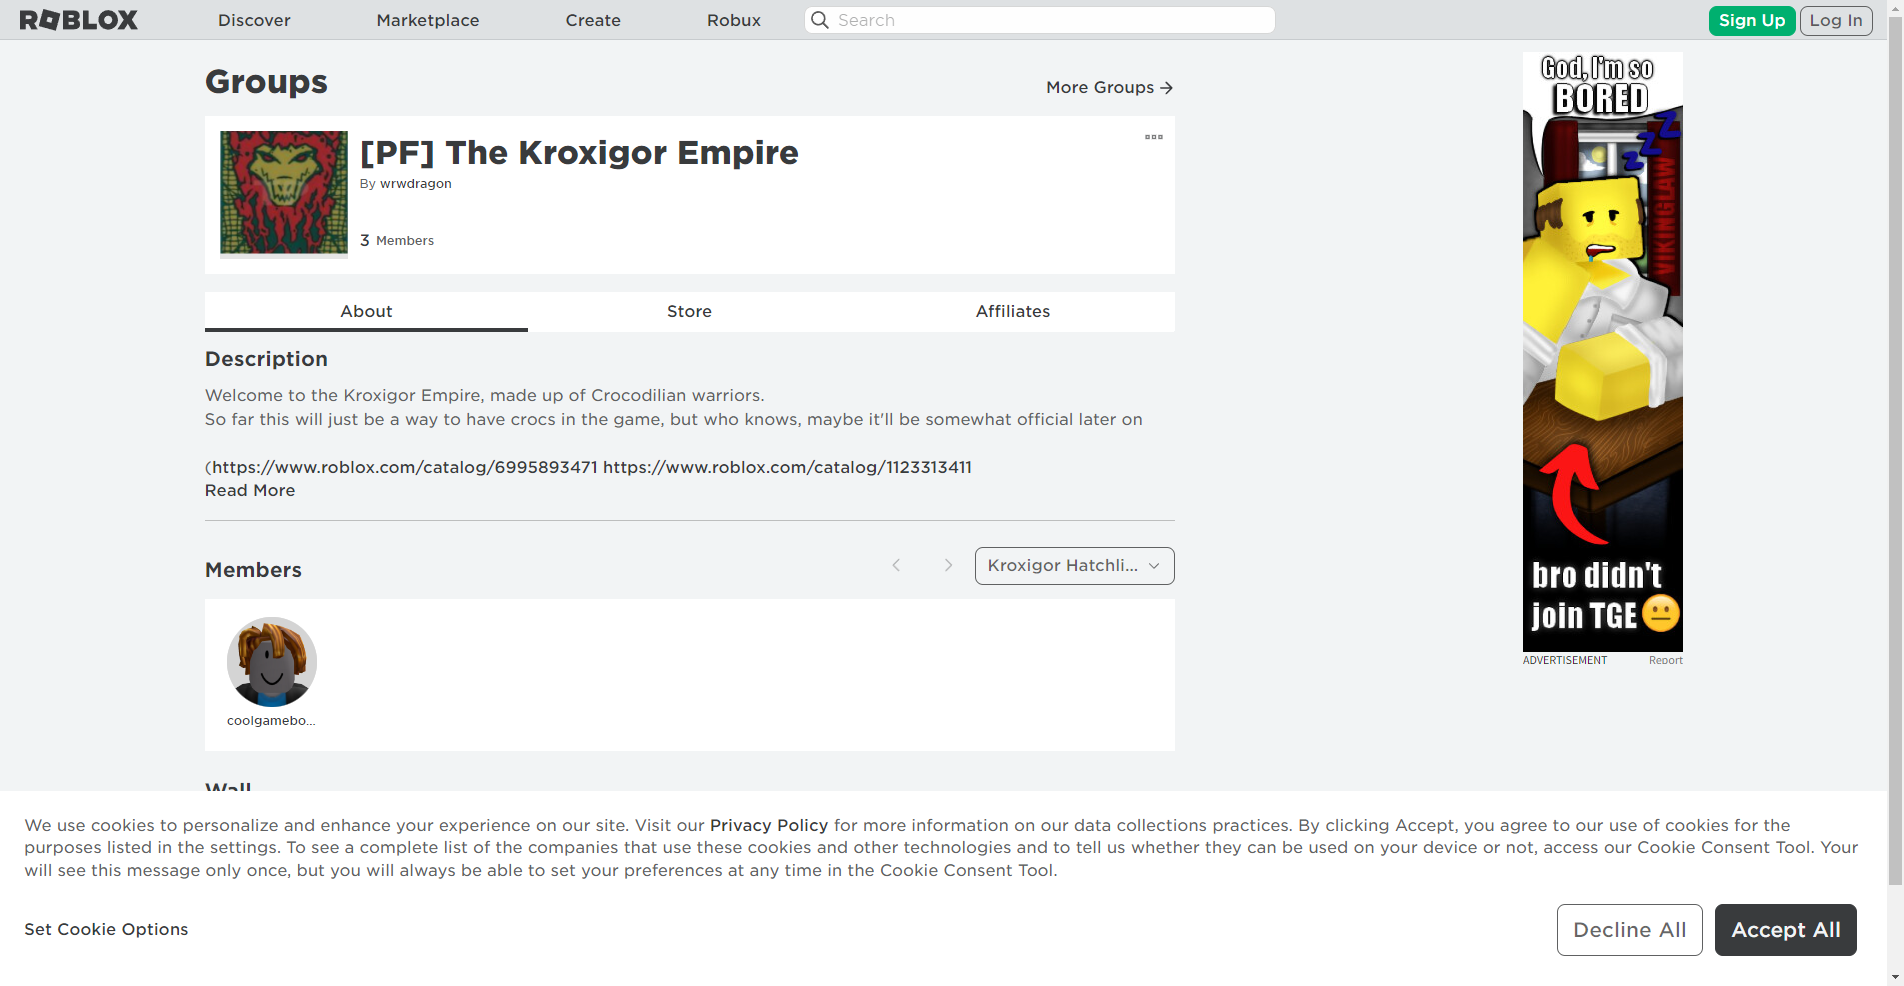 ROBLOX
Discover
Marketplace
Create
Robux
Search
Sign Up
Log In
Groups
More Groups →
[PF] The Kroxigor Empire
By wrwdragon
3 Members
About
Store
Affiliates
Description
Welcome to the Kroxigor Empire, made up of Crocodilian warriors.
So far this will just be a way to have crocs in the game, but who knows, maybe it'll be somewhat official later on
(https://www.roblox.com/catalog/6995893471 https://www.roblox.com/catalog/1123313411
Read More
Members
Kroxigor Hatchli...
coolgamebo...
God, I'm so
BORED
zzz
VIKINGLAW
bro didn't
join TGE
ADVERTISEMENT
Report
Wall
We use cookies to personalize and enhance your experience on our site. Visit our Privacy Policy for more information on our data collections practices. By clicking Accept, you agree to our use of cookies for the
purposes listed in the settings. To see a complete list of the companies that use these cookies and other technologies and to tell us whether they can be used on your device or not, access our Cookie Consent Tool. Your
will see this message only once, but you will always be able to set your preferences at any time in the Cookie Consent Tool.
Set Cookie Options
Decline All
Accept All